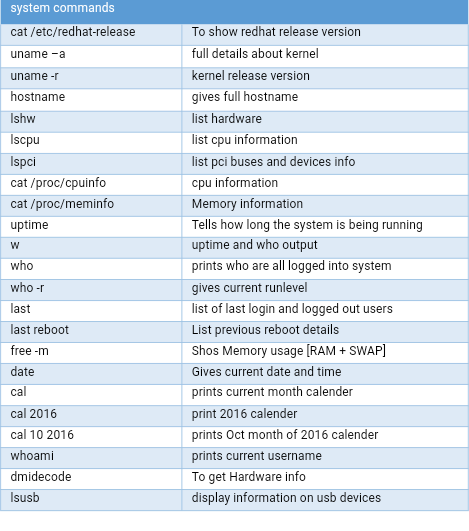 system commands
cat /etc/redhat-release To show redhat release version
uname –a full details about kernel
uname -r kernel release version
hostname gives full hostname
lshw list hardware
lscpu list cpu information
lspci list pci buses and devices info
cat /proc/cpuinfo cpu information
cat /proc/meminfo Memory information
uptime Tells how long the system is being running
w uptime and who output
who prints who are all logged into system
who -r gives current runlevel
last list of last login and logged out users
last reboot List previous reboot details
free -m Shos Memory usage [RAM + SWAP]
date Gives current date and time
cal prints current month calender
cal 2016 print 2016 calender
cal 10 2016 prints Oct month of 2016 calender
whoami prints current username
dmidecode To get Hardware info
lsusb display information on usb devices